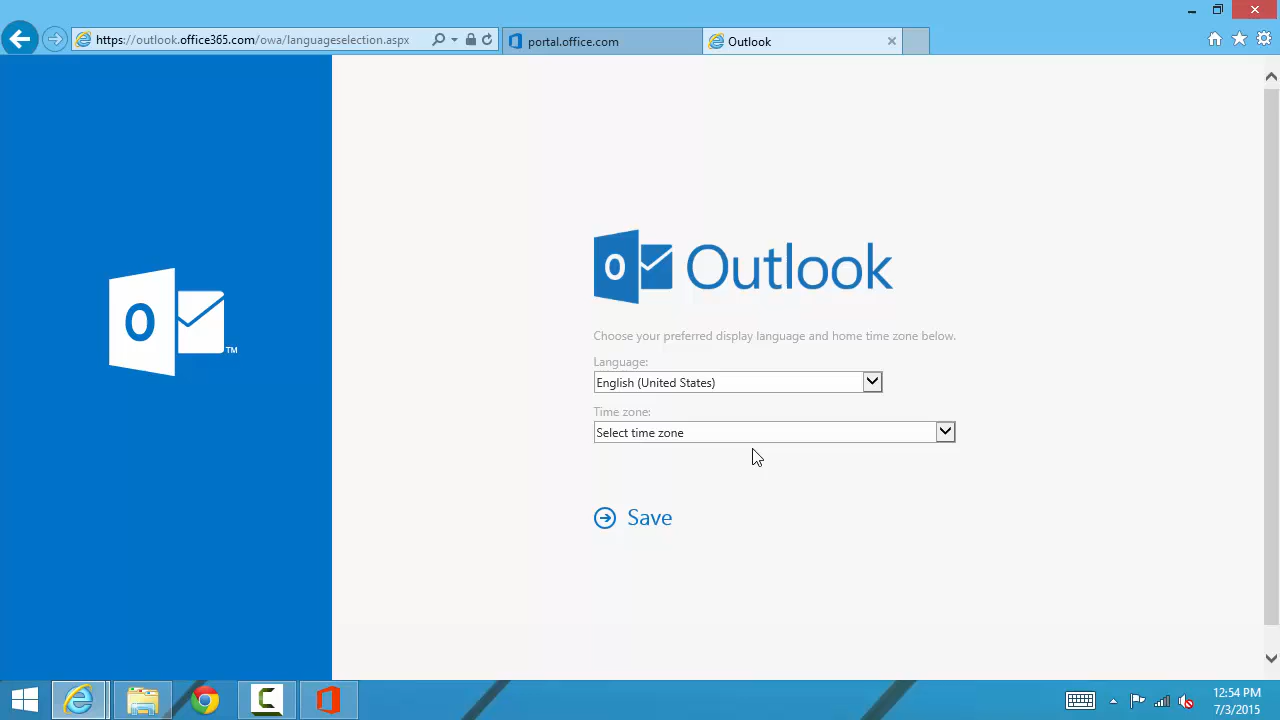 https://outlook.office365.com/owa/languageselection.aspx
portal.office.com
Outlook
O
TM
O
Outlook
Choose your preferred display language and home time zone below.
Language:
English (United States)
Time zone:
Select time zone
Save
C
12:54 PM
7/3/2015